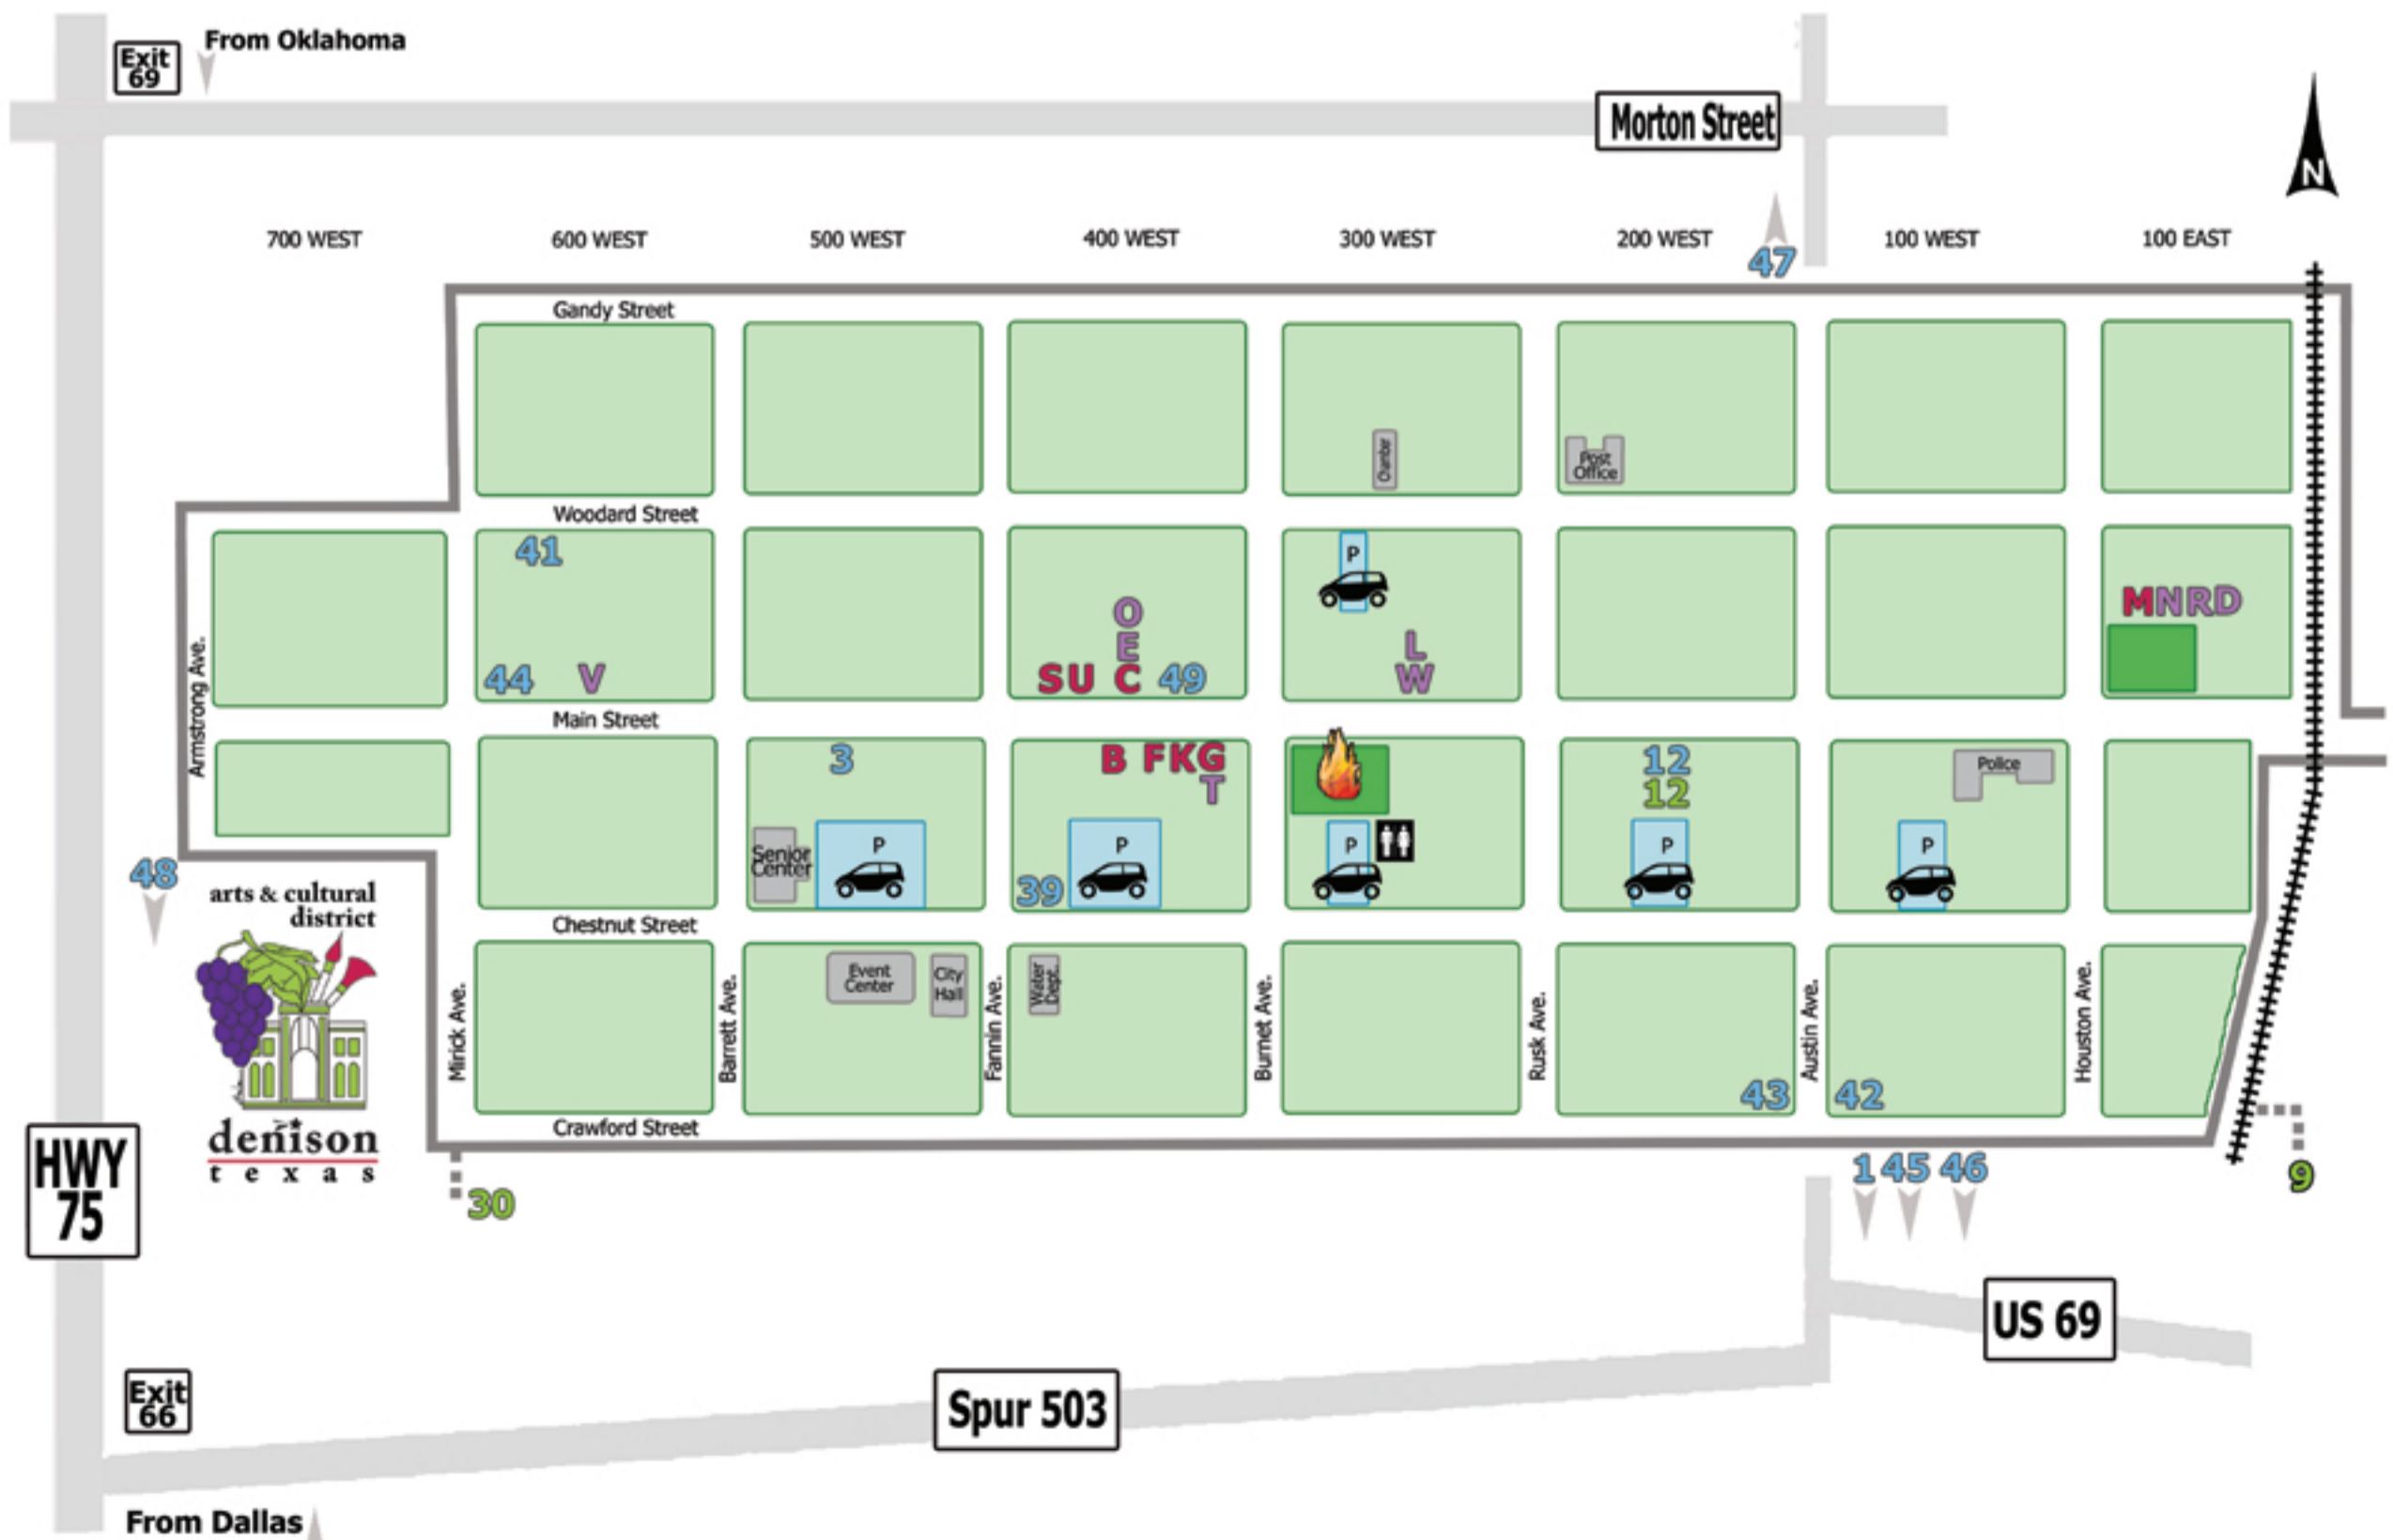 From Oklahoma
Exit
69
Morton Street
N
700 WEST
600 WEST
500 WEST
400 WEST
300 WEST
200 WEST
100 WEST
100 EAST
47
Gandy Street
Chamber
Post
Office
Woodard Street
41
P
O
E
L
MNRD
Armstrong Ave.
44
V
SU
C
49
W
Main Street
3
B
FKG
T
12
12
Police
Senior
Center
P
39
P
P
P
P
48
arts & cultural
district
Chestnut Street
Event
Center
City
Hall
Water
Dept.
Mirick Ave.
Barrett Ave.
Fannin Ave.
Burnet Ave.
Rusk Ave.
Austin Ave.
Houston Ave.
43
42
denison
texas
Crawford Street
HWY
75
30
1
45
46
9
US 69
Exit
66
Spur 503
From Dallas